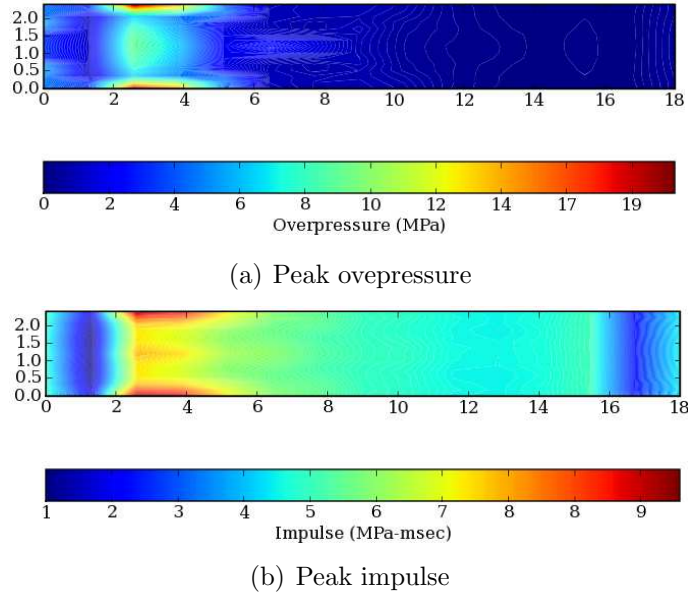 2.0
1.5
1.0
0.5
0.0
0 2 4 6 8 10 12 14 16 18
0 2 4 6 8 10 12 14 17 19
Overpressure (MPa)
(a) Peak ovepressure
2.0
1.5
1.0
0.5
0.0
0 2 4 6 8 10 12 14 16 18
1 2 3 4 5 6 7 8 8 9
Impulse (MPa-msec)
(b) Peak impulse